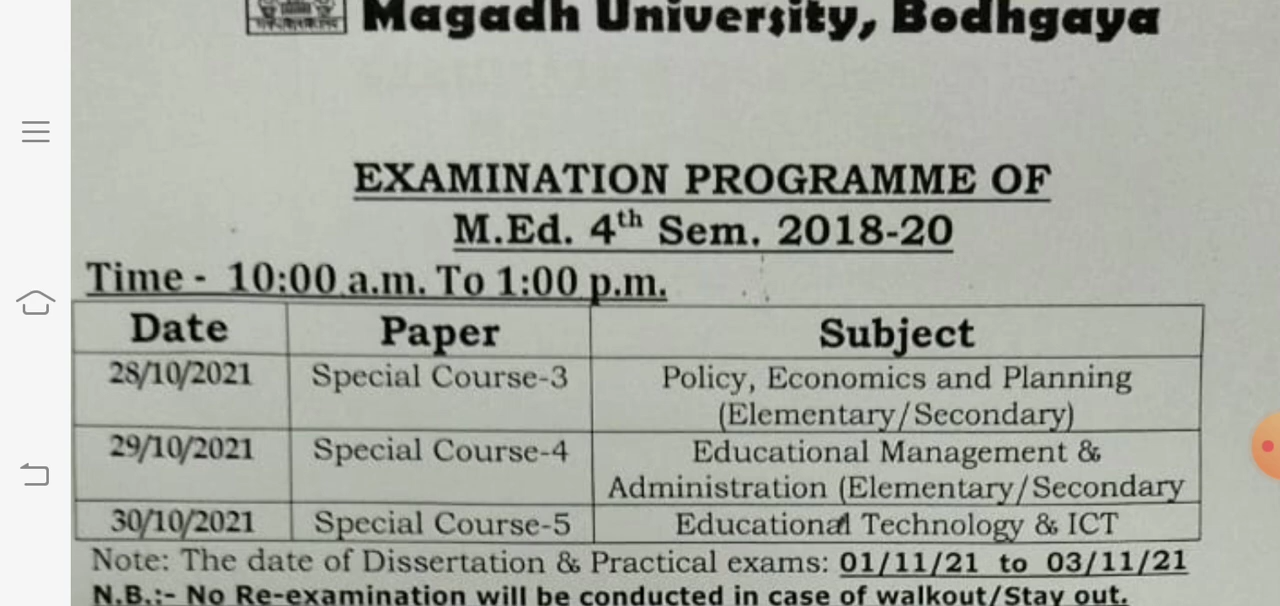 Magadh University, Bodhgaya
EXAMINATION PROGRAMME OF
M.Ed. 4th Sem. 2018-20
Time - 10:00 a.m. To 1:00 p.m.
Date Paper Subject
28/10/2021 Special Course-3 Policy, Economics and Planning
(Elementary/Secondary)
29/10/2021 Special Course-4 Educational Management &
Administration (Elementary/Secondary
30/10/2021 Special Course-5 Educational Technology & ICT
Note: The date of Dissertation & Practical exams: 01/11/21 to 03/11/21
N.B.:- No Re-examination will be conducted in case of walkout/Stay out.